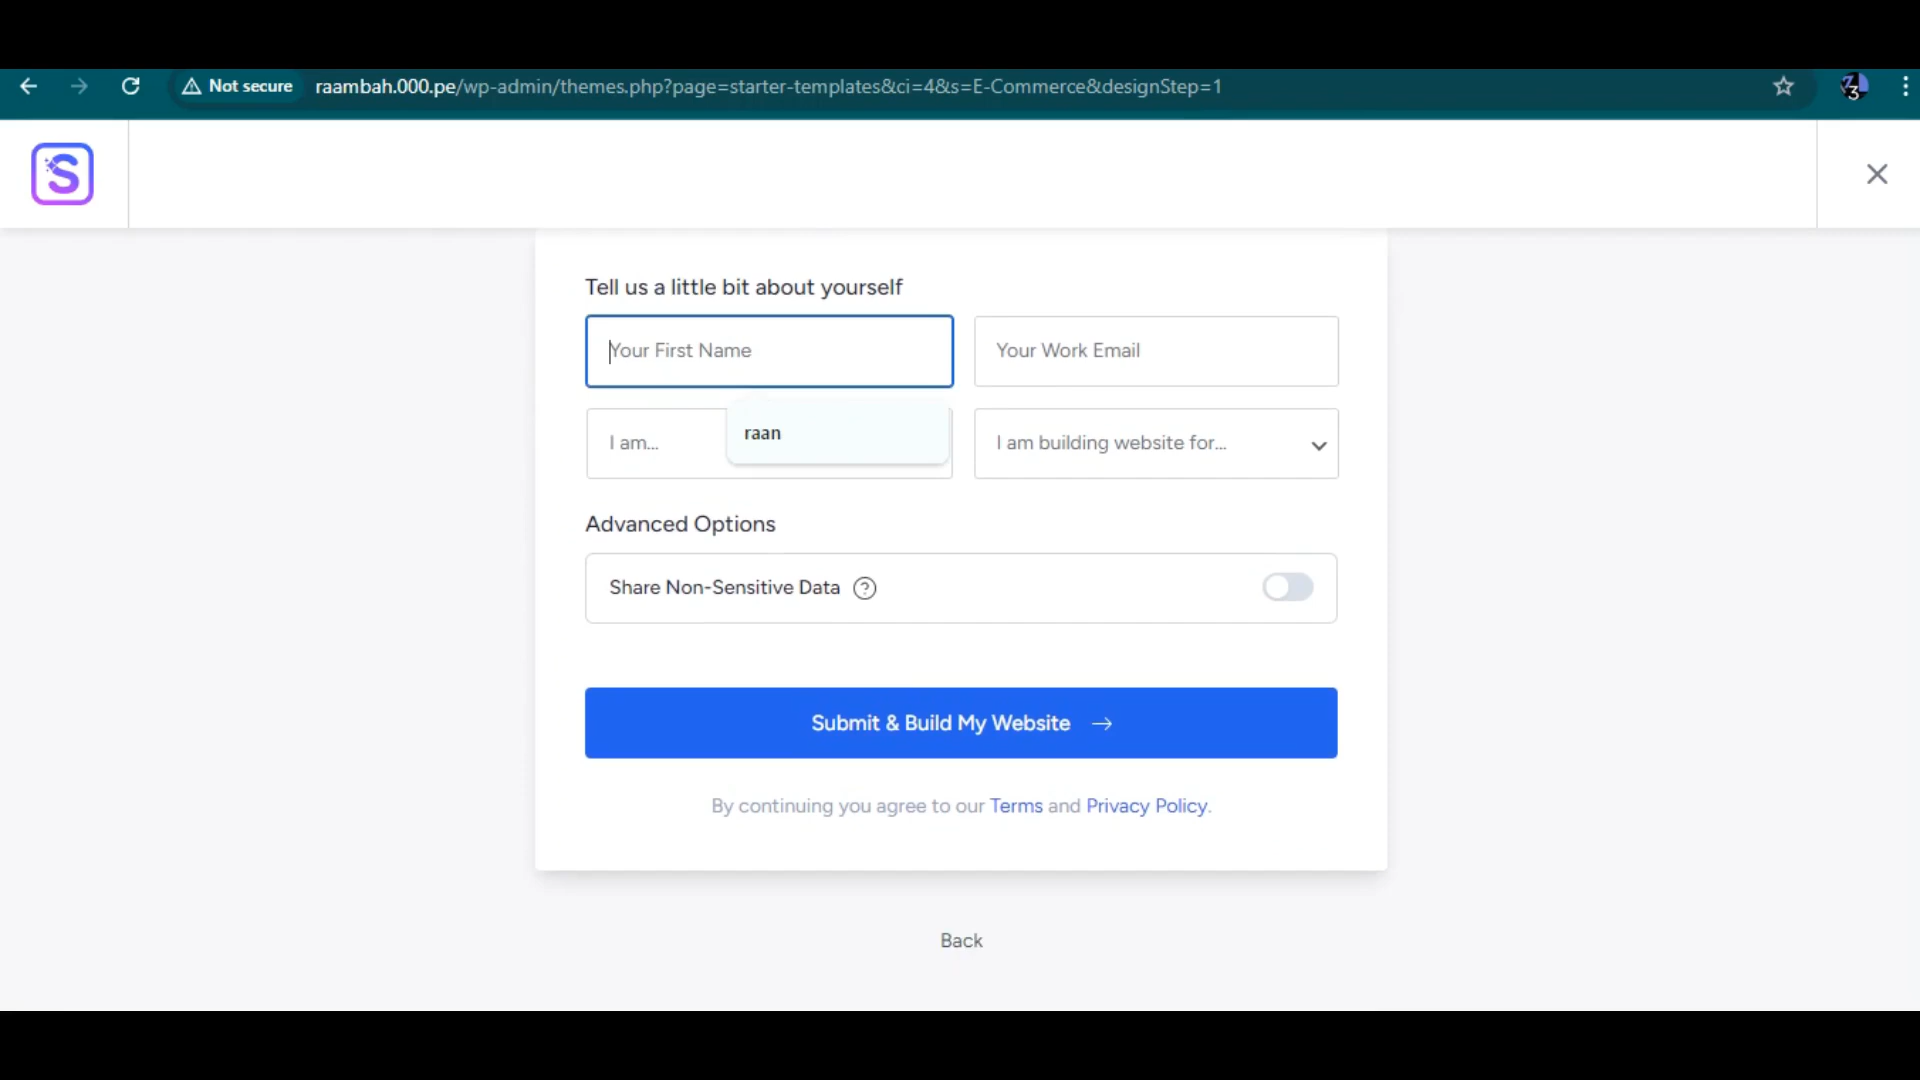 Not secure raambah.000.pe/wp-admin/themes.php?page=starter-templates&ci=4&s=E-Commerce&designStep=1
3
S
Tell us a little bit about yourself
Your First Name Your Work Email
I am... raan I am building website for...
Advanced Options
Share Non-Sensitive Data ?
Submit & Build My Website →
By continuing you agree to our Terms and Privacy Policy.
Back